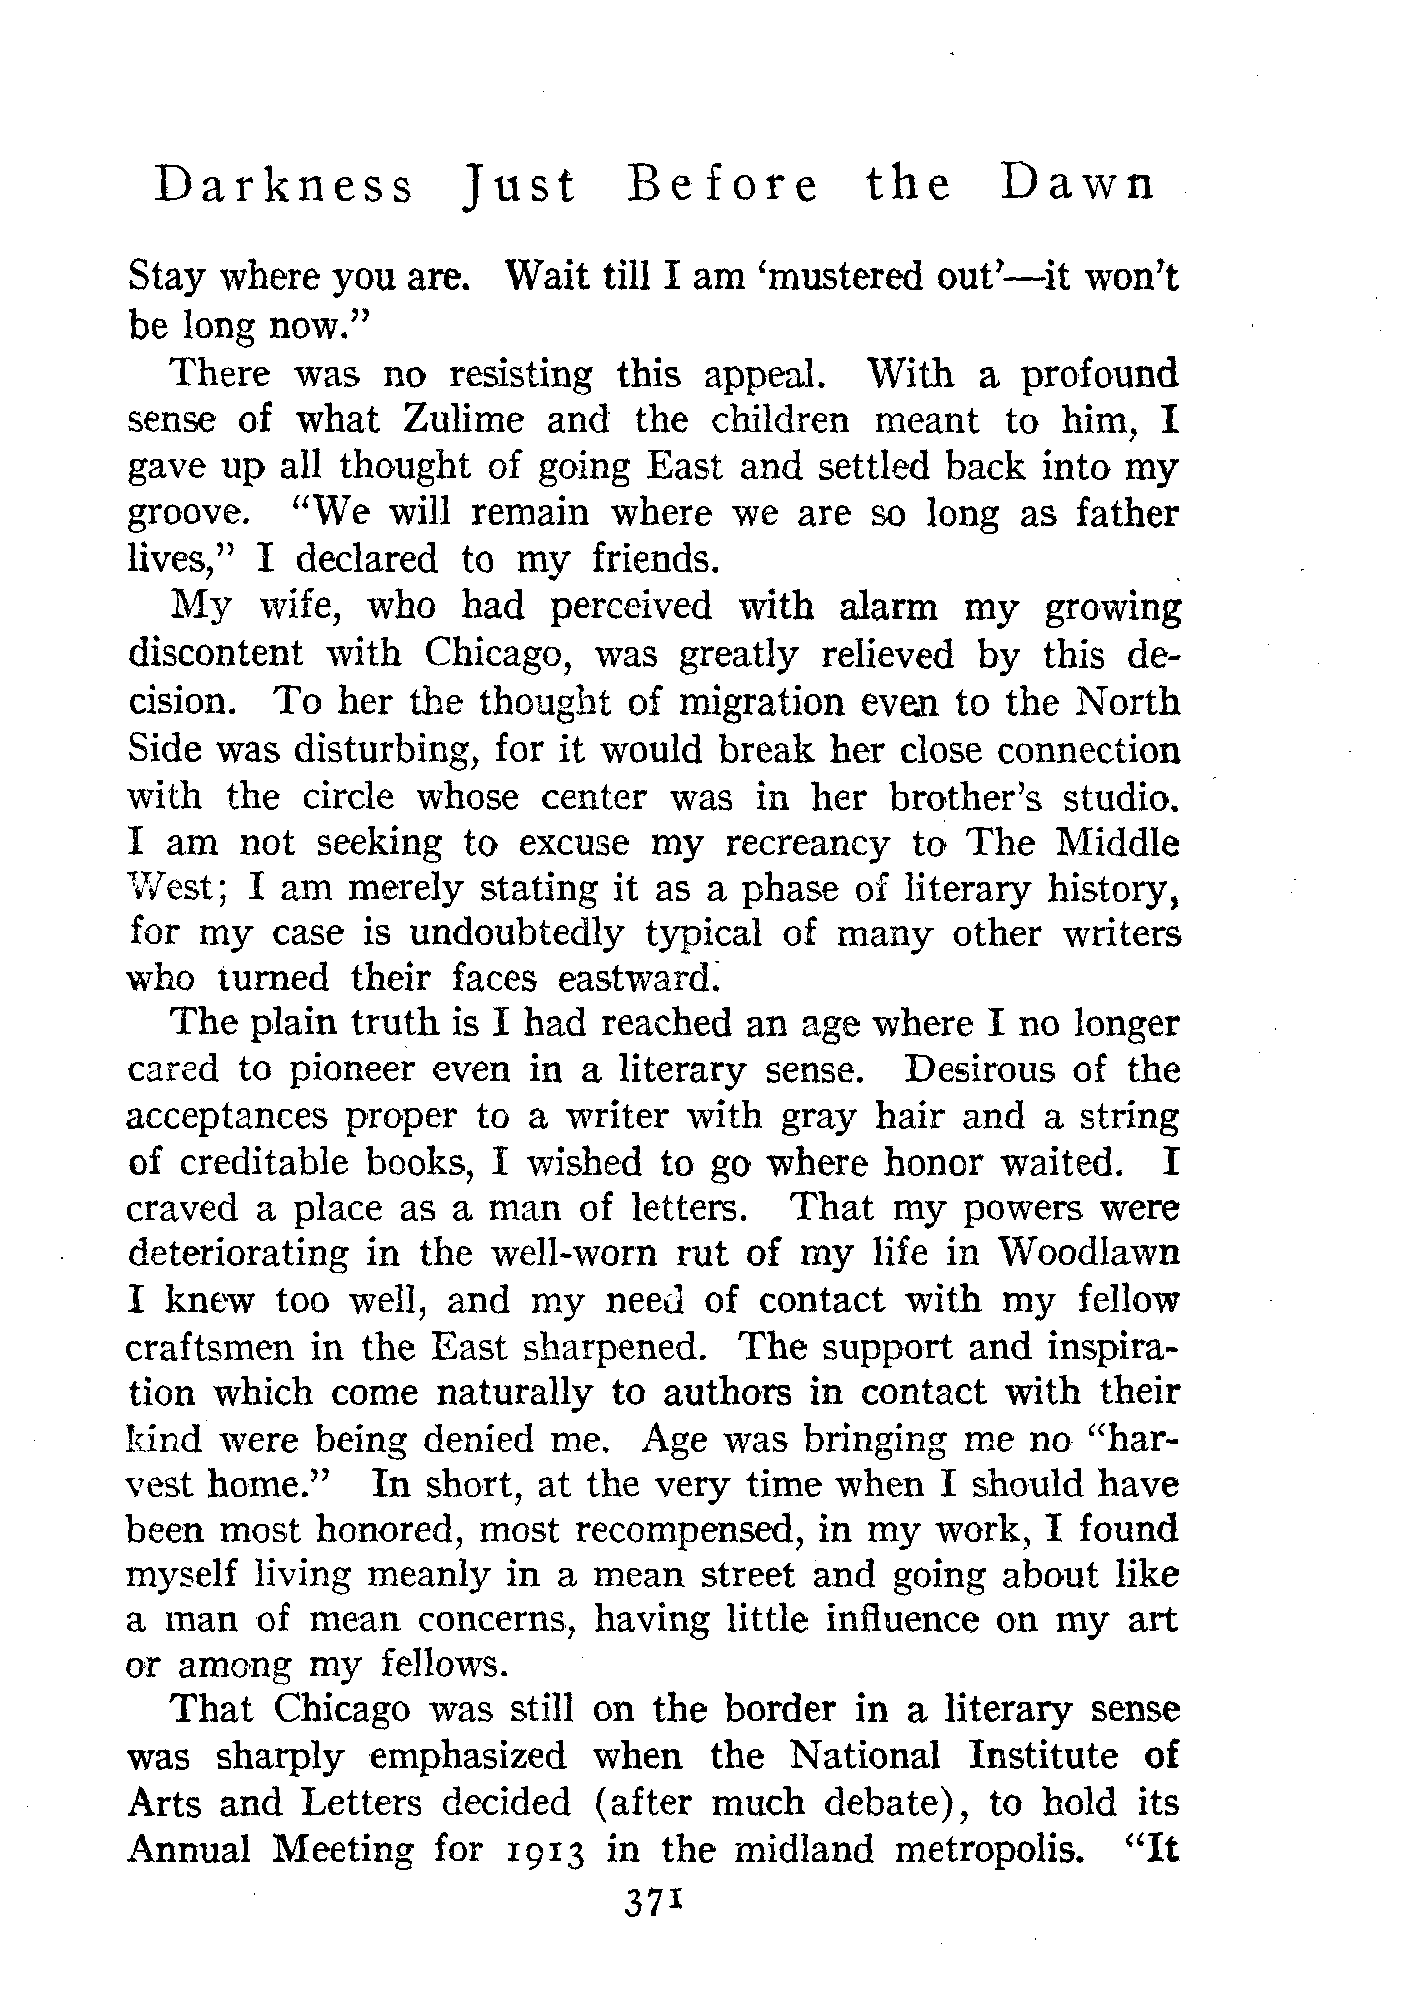 Darkness Just Before the Dawn
Stay where you are. Wait till I am ‘mustered out’—it won’t
be long now.”
There was no resisting this appeal. With a profound
sense of what Zulime and the children meant to him, I
gave up all thought of going East and settled back into my
groove. “We will remain where we are so long as father
lives,” I declared to my friends.
My wife, who had perceived with alarm my growing
discontent with Chicago, was greatly relieved by this de-
cision. To her the thought of migration even to the North
Side was disturbing, for it would break her close connection
with the circle whose center was in her brother’s studio.
I am not seeking to excuse my recreancy to The Middle
West; I am merely stating it as a phase of literary history,
for my case is undoubtedly typical of many other writers
who turned their faces eastward.
The plain truth is I had reached an age where I no longer
cared to pioneer even in a literary sense. Desirous of the
acceptances proper to a writer with gray hair and a string
of creditable books, I wished to go where honor waited. I
craved a place as a man of letters. That my powers were
deteriorating in the well-worn rut of my life in Woodlawn
I knew too well, and my need of contact with my fellow
craftsmen in the East sharpened. The support and inspira-
tion which come naturally to authors in contact with their
kind were being denied me. Age was bringing me no “har-
vest home.” In short, at the very time when I should have
been most honored, most recompensed, in my work, I found
myself living meanly in a mean street and going about like
a man of mean concerns, having little influence on my art
or among my fellows.
That Chicago was still on the border in a literary sense
was sharply emphasized when the National Institute of
Arts and Letters decided (after much debate), to hold its
Annual Meeting for 1913 in the midland metropolis. “It
371